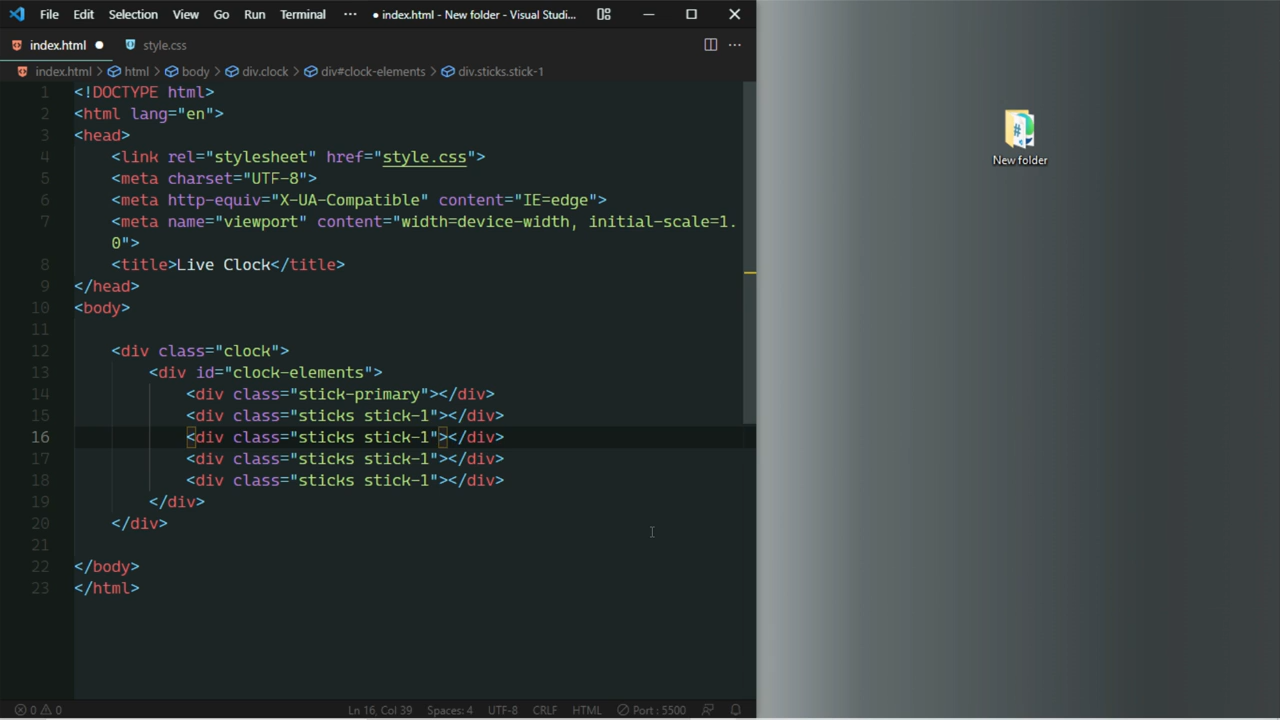 File Edit Selection View Go Run Terminal ··· ● index.html - New folder - Visual Studi...
index.html ● style.css ···
index.html > html > body > div.clock > div#clock-elements > div.sticks.stick-1
1 <!DOCTYPE html>
2 <html lang="en">
3 <head>
4 <link rel="stylesheet" href="style.css">
5 <meta charset="UTF-8">
6 <meta http-equiv="X-UA-Compatible" content="IE=edge">
7 <meta name="viewport" content="width=device-width, initial-scale=1.
0">
8 <title>Live Clock</title>
9 </head>
10 <body>
11
12 <div class="clock">
13 <div id="clock-elements">
14 <div class="stick-primary"></div>
15 <div class="sticks stick-1"></div>
16 <div class="sticks stick-1"></div>
17 <div class="sticks stick-1"></div>
18 <div class="sticks stick-1"></div>
19 </div>
20 </div>
21
22 </body>
23 </html>
0 0 Ln 16, Col 39 Spaces: 4 UTF-8 CRLF HTML Port : 5500
New folder